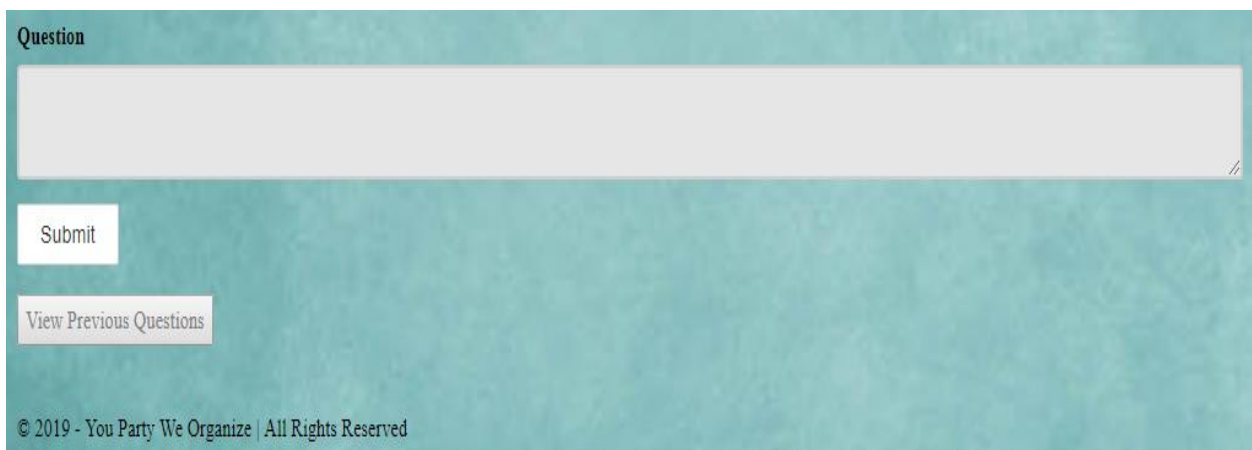 Question
Submit
View Previous Questions
© 2019 - You Party We Organize | All Rights Reserved